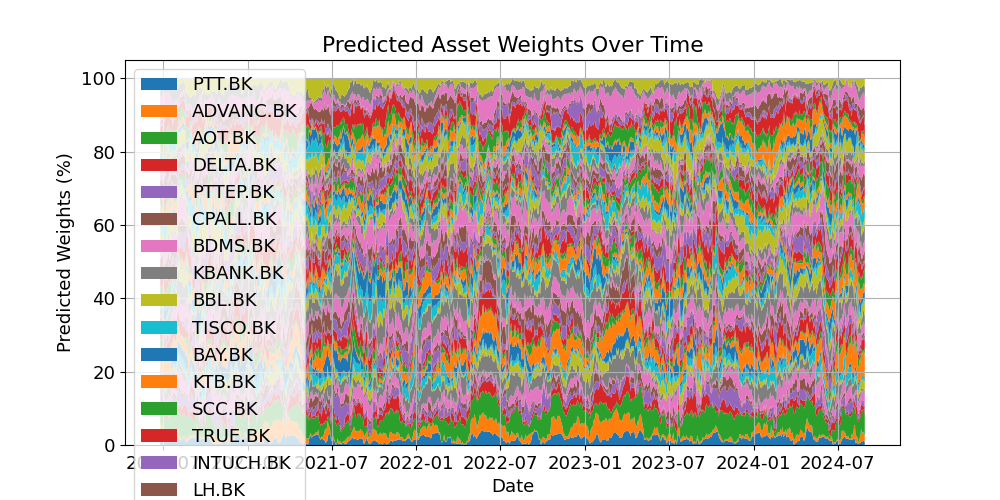 Predicted Asset Weights Over Time
Predicted Weights (%)
100
80
60
40
20
0
PTT.BK
ADVANC.BK
AOT.BK
DELTA.BK
PTTEP.BK
CPALL.BK
BDMS.BK
KBANK.BK
BBL.BK
TISCO.BK
BAY.BK
KTB.BK
SCC.BK
TRUE.BK
INTUCH.BK
LH.BK
2021-07 2022-01 2022-07 2023-01 2023-07 2024-01 2024-07
Date